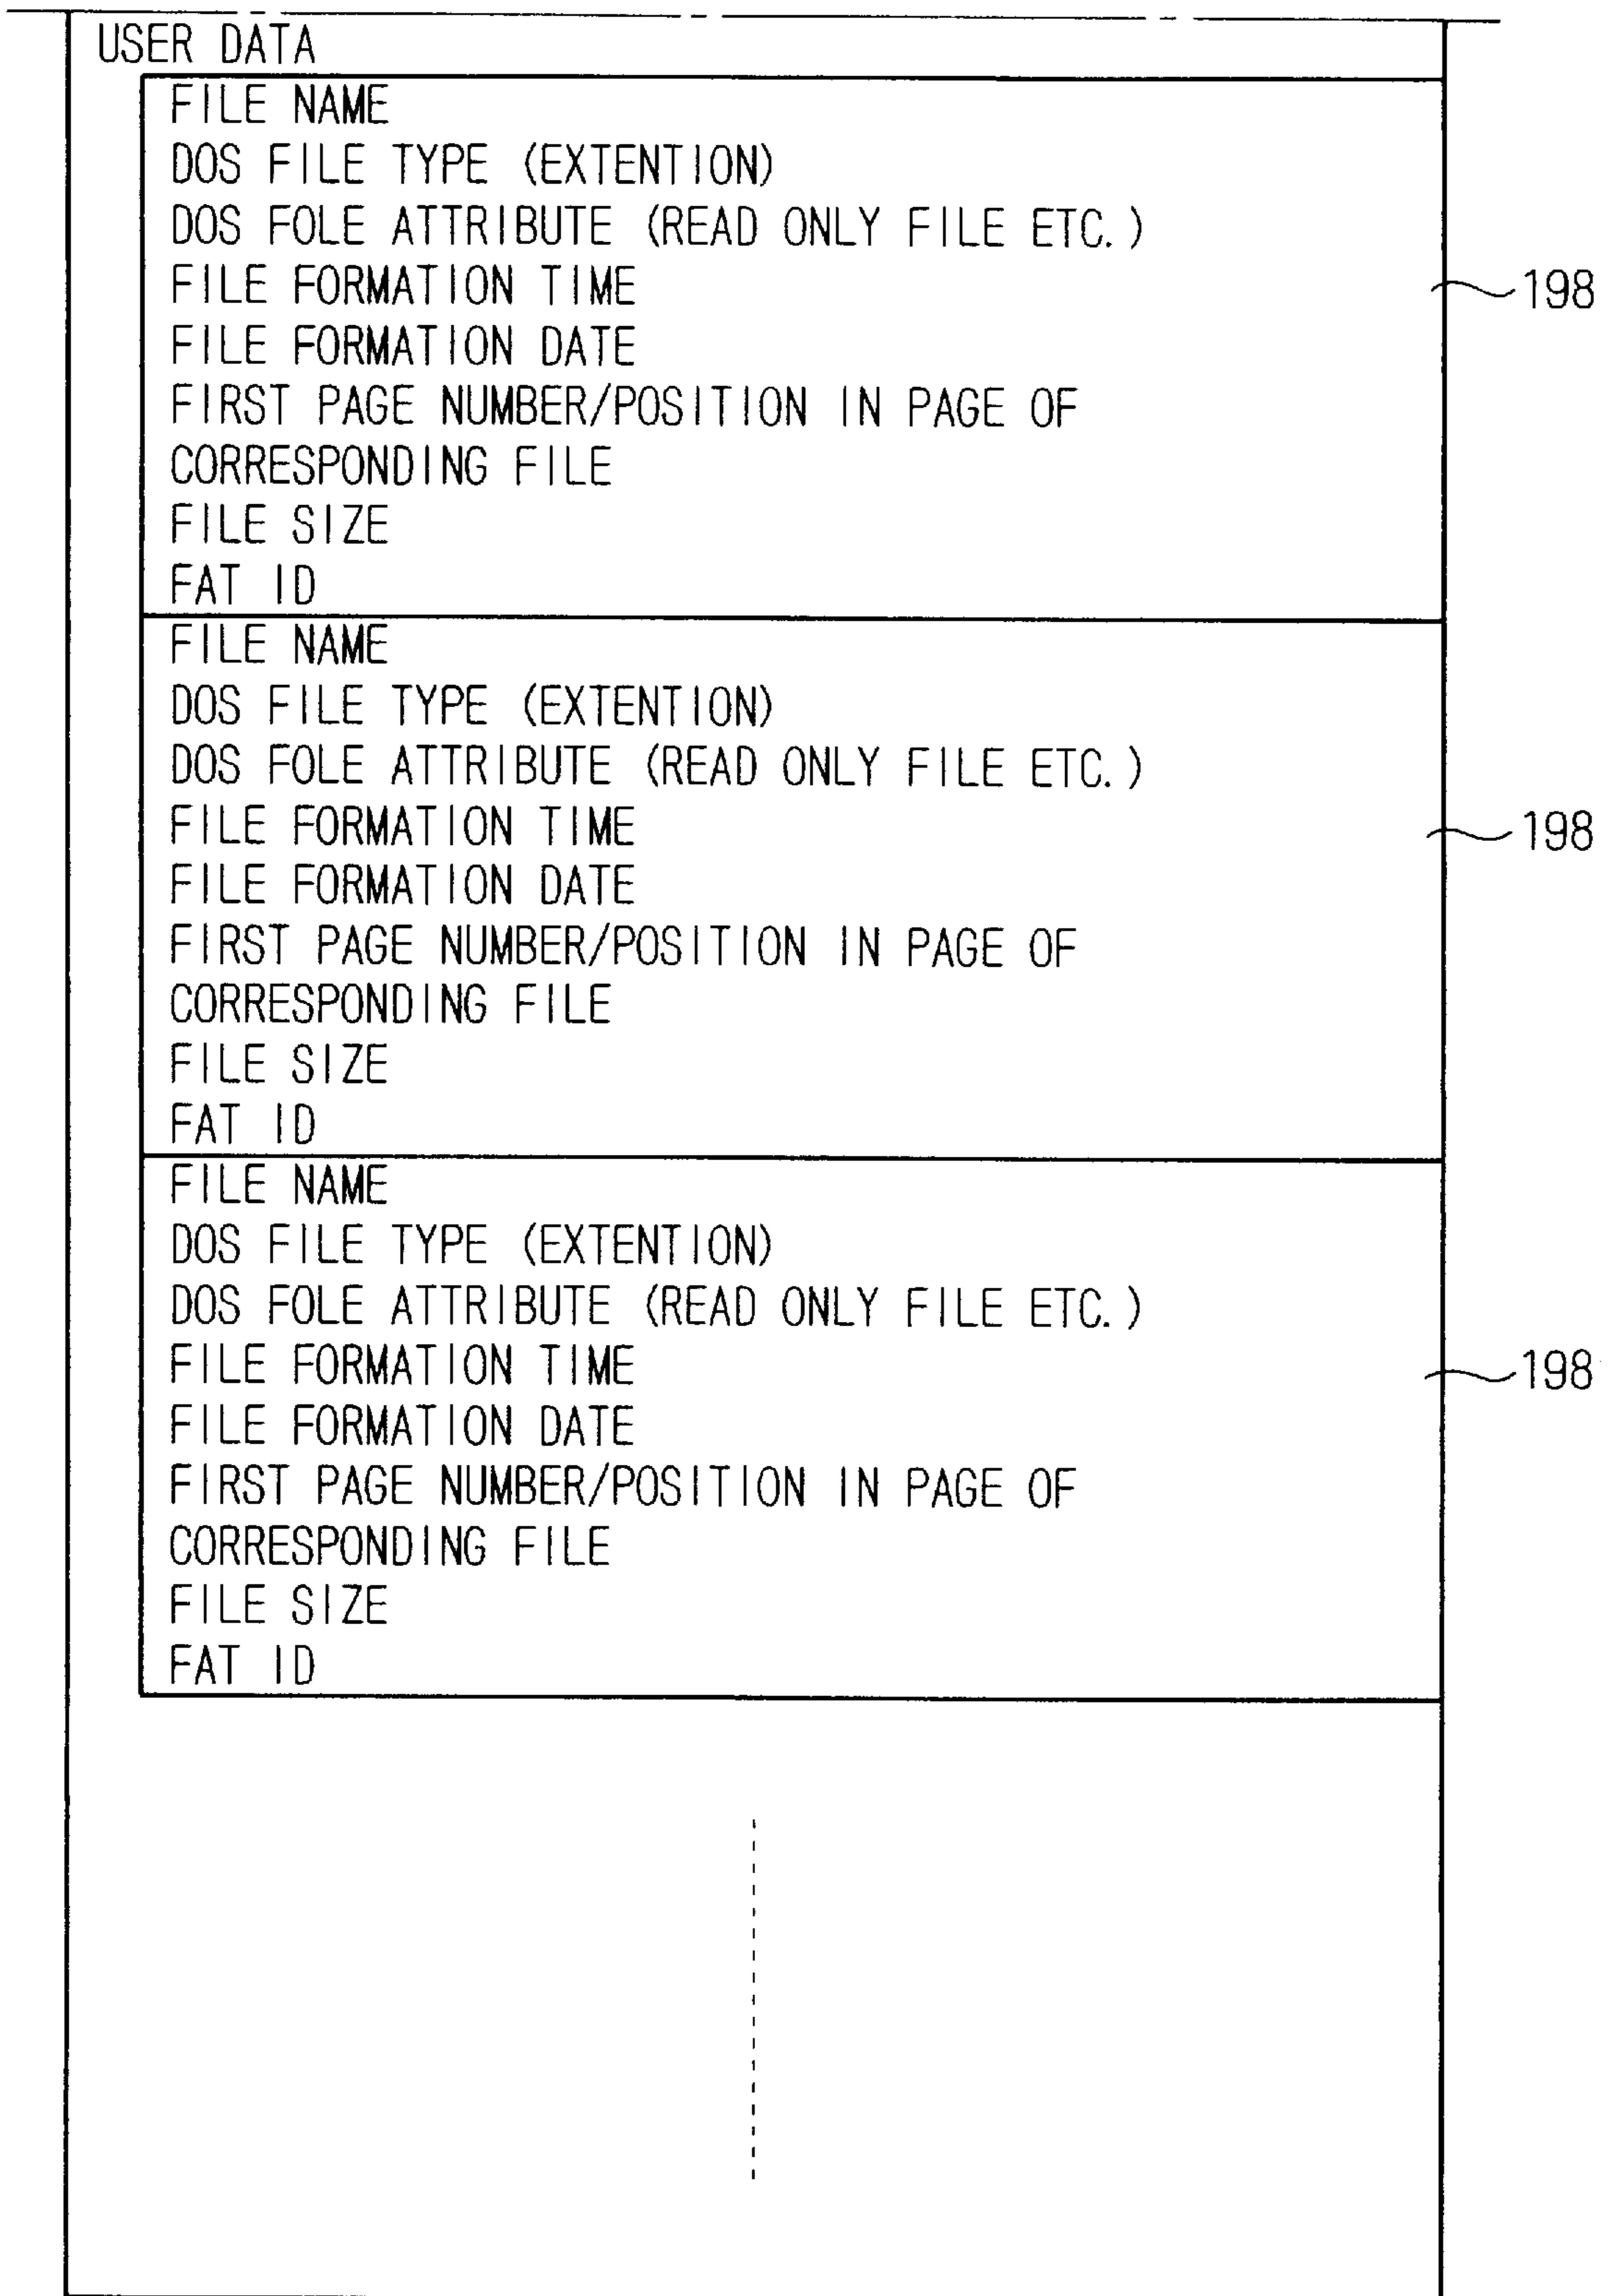 USER DATA
FILE NAME
DOS FILE TYPE (EXTENTION)
DOS FOLE ATTRIBUTE (READ ONLY FILE ETC.)
FILE FORMATION TIME
198
FILE FORMATION DATE
FIRST PAGE NUMBER/POSITION IN PAGE OF
CORRESPONDING FILE
FILE SIZE
FAT ID
FILE NAME
DOS FILE TYPE (EXTENTION)
DOS FOLE ATTRIBUTE (READ ONLY FILE ETC.)
FILE FORMATION TIME
198
FILE FORMATION DATE
FIRST PAGE NUMBER/POSITION IN PAGE OF
CORRESPONDING FILE
FILE SIZE
FAT ID
FILE NAME
DOS FILE TYPE (EXTENTION)
DOS FOLE ATTRIBUTE (READ ONLY FILE ETC.)
FILE FORMATION TIME
198
FILE FORMATION DATE
FIRST PAGE NUMBER/POSITION IN PAGE OF
CORRESPONDING FILE
FILE SIZE
FAT ID